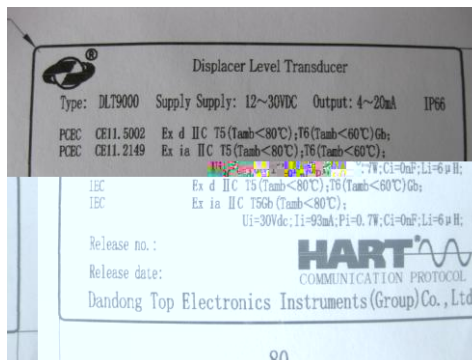 ®
Displacer Level Transducer
Type: DLT9000 Supply Supply: 12~30VDC Output: 4~20mA IP66
PCEC CE11.5002 Ex d ⅡC T5(Tamb<80℃);T6(Tamb<60℃)Gb;
PCEC CE11.2149 Ex ia ⅡC T5(Tamb<80℃);T6(Tamb<60℃);
7W;Ci=0nF;Li=6μH;
IEC Ex d ⅡC T5(Tamb<80℃);T6(Tamb<60℃)Gb;
IEC Ex ia ⅡC T5Gb(Tamb<80℃);
Ui=30Vdc;Ii=93mA;Pi=0.7W;Ci=0nF;Li=6μH;
Release no.:
HART
Release date:
COMMUNICATION PROTOCOL
Dandong Top Electronics Instruments(Group)Co.,Ltd